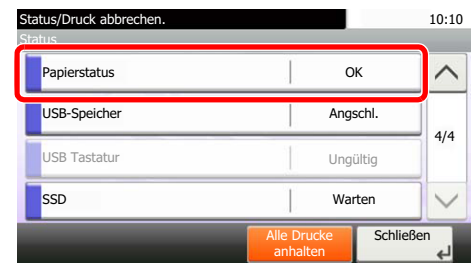 Status/Druck abbrechen. 10:10
Status
Papierstatus OK
USB-Speicher Angschl.
4/4
USB Tastatur Ungültig
SSD Warten
Alle Drucke
anhalten
Schließen